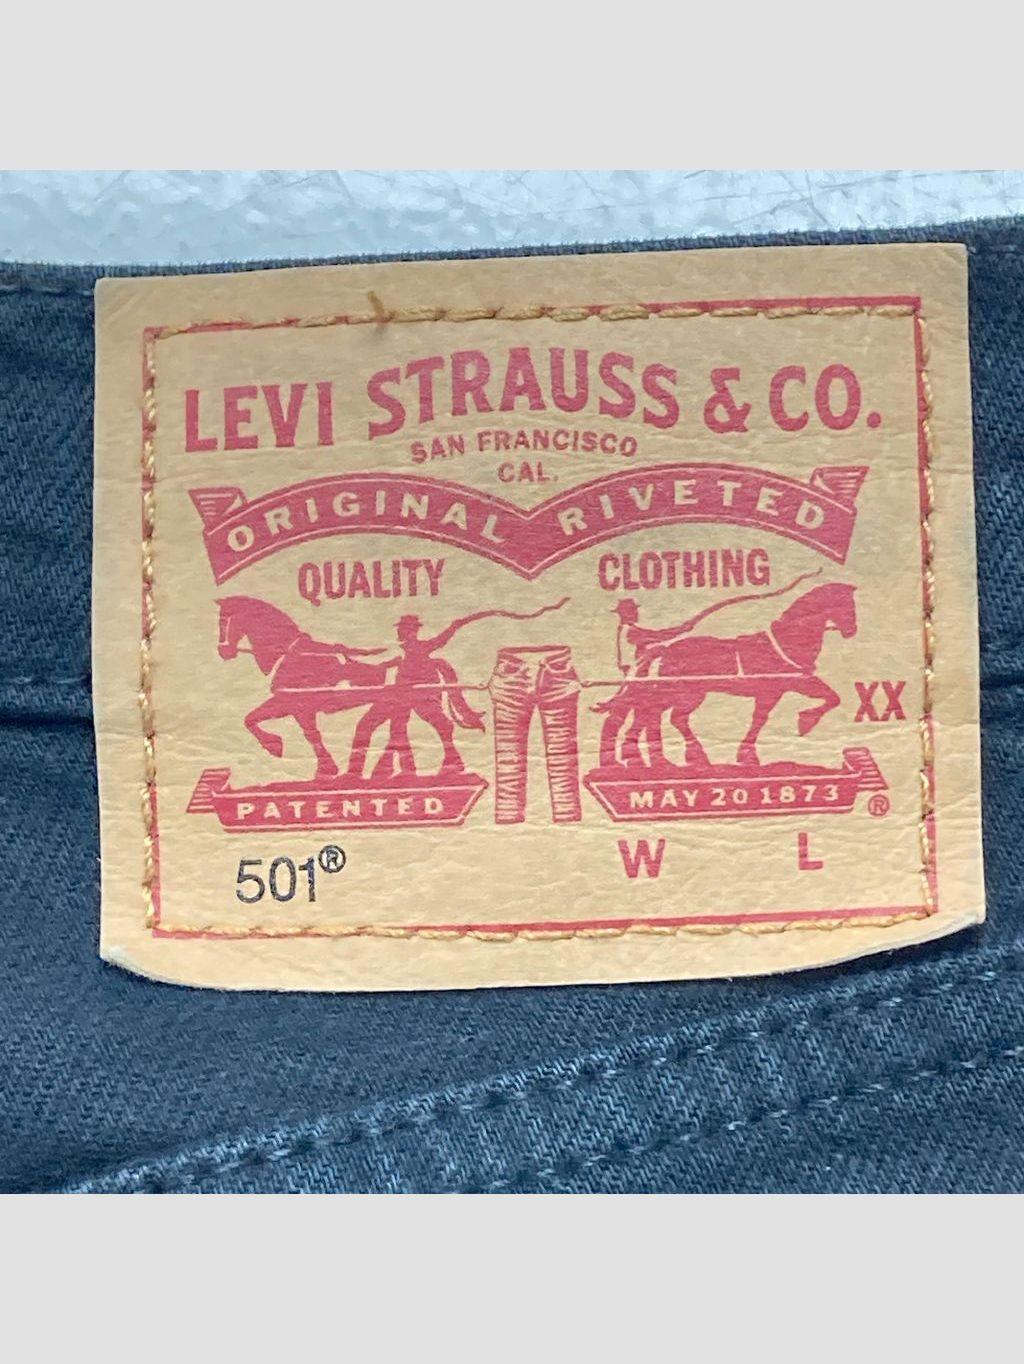 LEVI STRAUSS & CO.
SAN FRANCISCO
CAL.
ORIGINAL RIVETED
QUALITY CLOTHING
XX
PATENTED MAY 20 1873 ®
501® W L